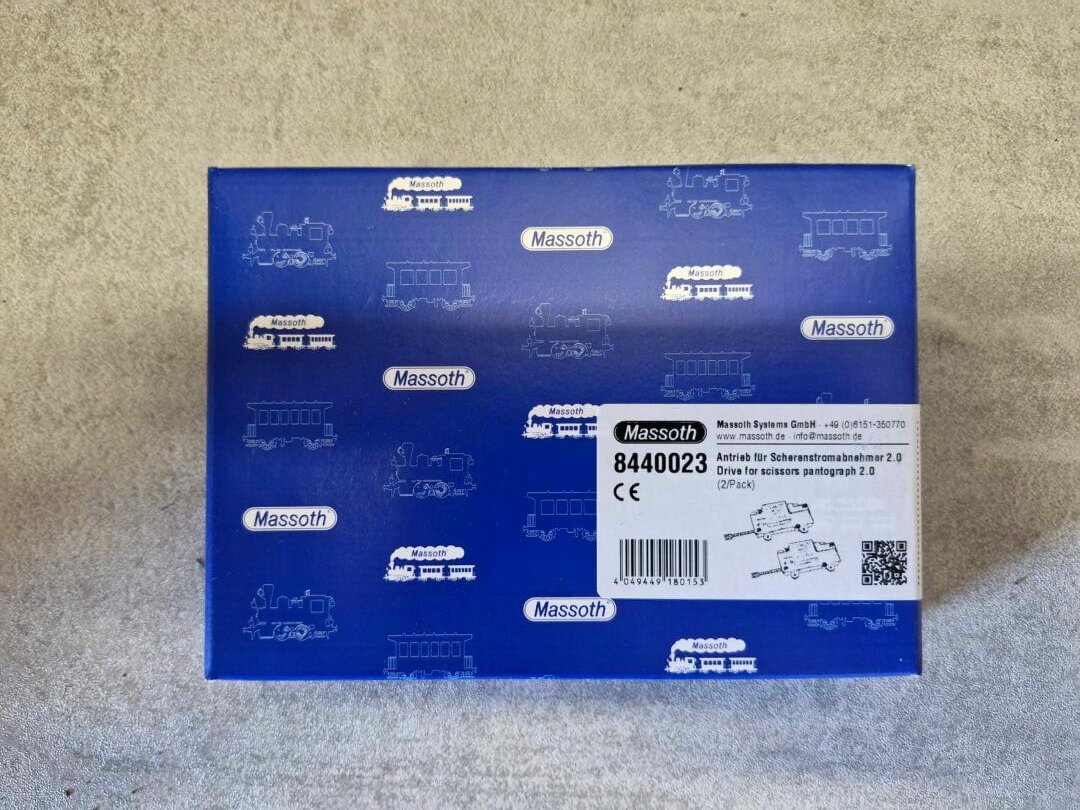 Massoth
Massoth
Massoth
Massoth
Massoth
Massoth
Massoth
Massoth
Massoth Systems GmbH · +49 (0)6151-350770
www.massoth.de · info@massoth.de
8440023
Antrieb für Scherenstromabnehmer 2.0
Drive for scissors pantograph 2.0
(2/Pack)
CE
4 049449 180153
Massoth
Massoth
Massoth
Massoth